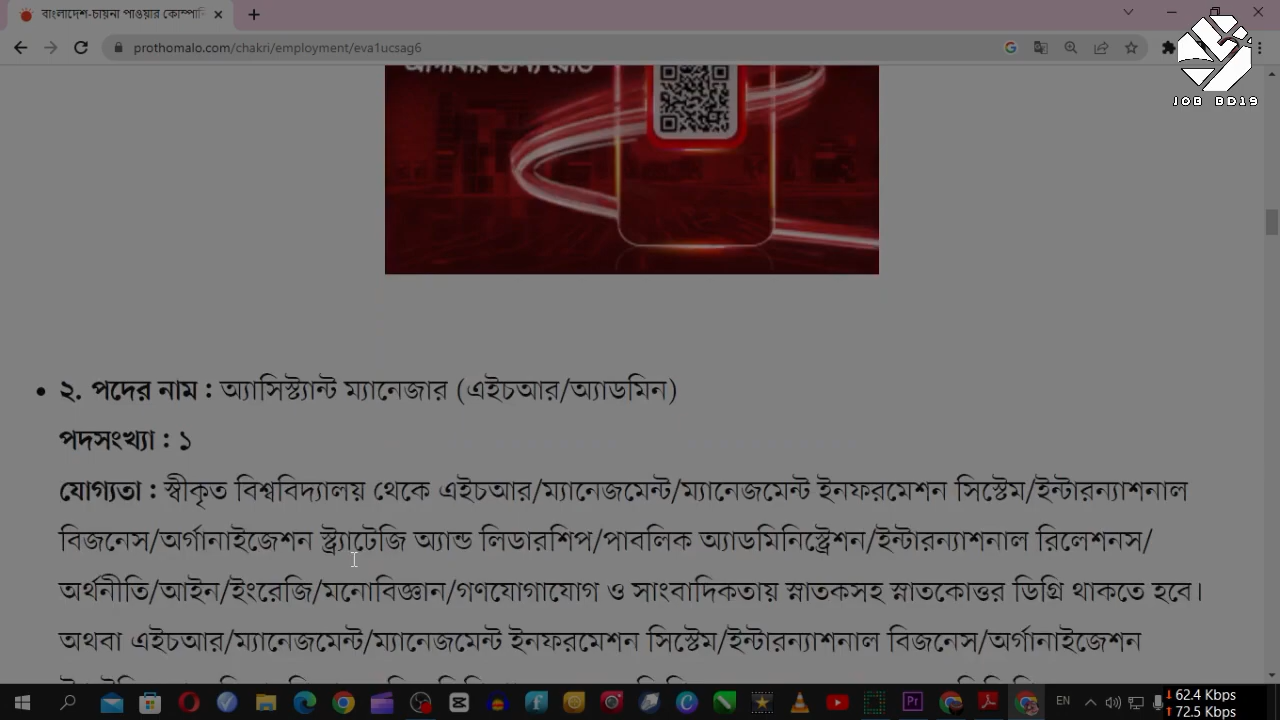 বাংলাদেশ-চায়না পাওয়ার কোম্পানি
prothomalo.com/chakri/employment/eva1ucsag6
JOB BD19
২. পদের নাম : অ্যাসিস্ট্যান্ট ম্যানেজার (এইচআর/অ্যাডমিন)
পদসংখ্যা : ১
যোগ্যতা : স্বীকৃত বিশ্ববিদ্যালয় থেকে এইচআর/ম্যানেজমেন্ট/ম্যানেজমেন্ট ইনফরমেশন সিস্টেম/ইন্টারন্যাশনাল
বিজনেস/অর্গানাইজেশন স্ট্র্যাটেজি অ্যান্ড লিডারশিপ/পাবলিক অ্যাডমিনিস্ট্রেশন/ইন্টারন্যাশনাল রিলেশনস/
অর্থনীতি/আইন/ইংরেজি/মনোবিজ্ঞান/গণযোগাযোগ ও সাংবাদিকতায় স্নাতকসহ স্নাতকোত্তর ডিগ্রি থাকতে হবে।
অথবা এইচআর/ম্যানেজমেন্ট/ম্যানেজমেন্ট ইনফরমেশন সিস্টেম/ইন্টারন্যাশনাল বিজনেস/অর্গানাইজেশন
EN
62.4 Kbps
72.5 Kbps